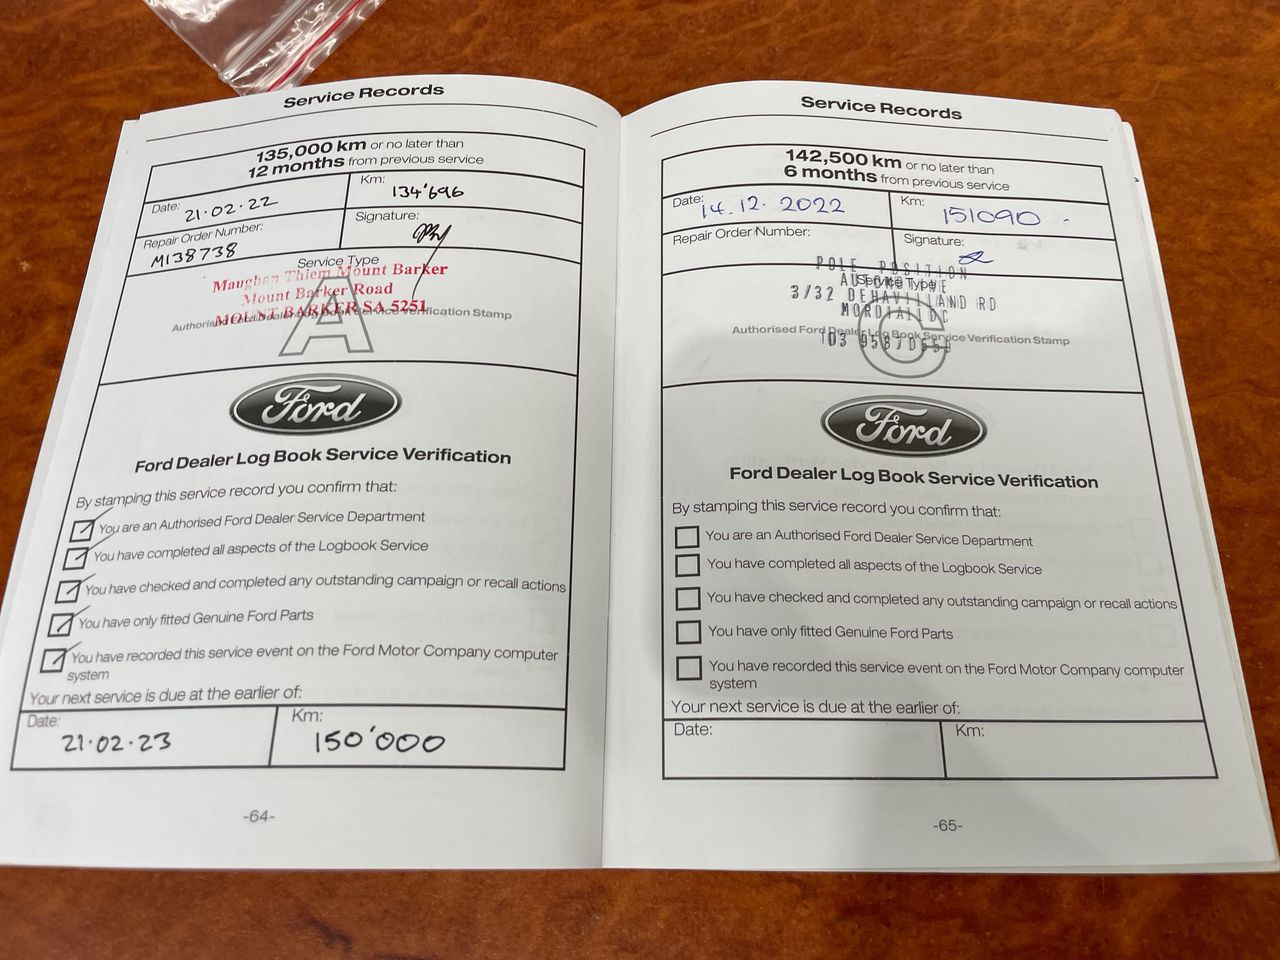 Service Records
135,000 km or no later than
12 months from previous service
Date: 21·02·22
Km: 134'696
Repair Order Number: M138738
Signature:
Service Type
A
Maughan Thiem Mount Barker
Mount Barker Road
MOUNT BARKER SA 5251
Authorised Ford Dealer Log Book Service Verification Stamp
Ford
Ford Dealer Log Book Service Verification
By stamping this service record you confirm that:
You are an Authorised Ford Dealer Service Department
You have completed all aspects of the Logbook Service
You have checked and completed any outstanding campaign or recall actions
You have only fitted Genuine Ford Parts
You have recorded this service event on the Ford Motor Company computer
system
Your next service is due at the earlier of:
Date: 21·02·23
Km: 150'000
-64-
Service Records
142,500 km or no later than
6 months from previous service
Date: 14.12.2022
Km: 151090
Repair Order Number:
Signature:
Service Type
C
POLE POSITION
3/32 DEHAVILLAND RD
MORDIALLOC
Authorised Ford Dealer Log Book Service Verification Stamp
Ford
Ford Dealer Log Book Service Verification
By stamping this service record you confirm that:
You are an Authorised Ford Dealer Service Department
You have completed all aspects of the Logbook Service
You have checked and completed any outstanding campaign or recall actions
You have only fitted Genuine Ford Parts
You have recorded this service event on the Ford Motor Company computer
system
Your next service is due at the earlier of:
Date:
Km:
-65-